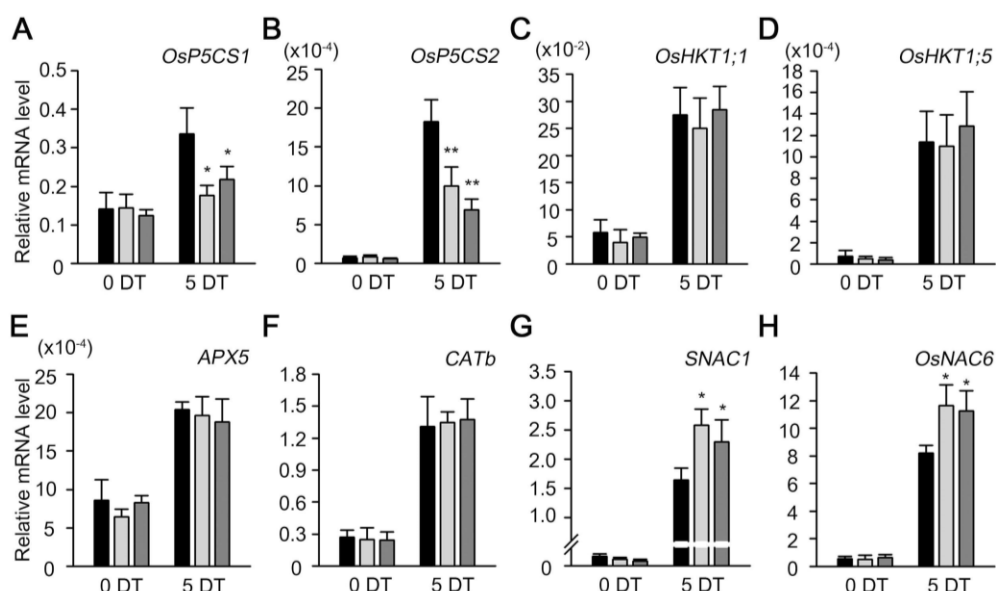 A
OsP5CS1
Relative mRNA level
0.5
0.4
0.3
0.2
0.1
0
*
*
0 DT
5 DT
B
(x10-4)
OsP5CS2
25
20
15
10
5
0
**
**
0 DT
5 DT
C
(x10-2)
OsHKT1;1
35
30
25
20
15
10
5
0
0 DT
5 DT
D
(x10-4)
OsHKT1;5
18
16
14
12
10
8
6
4
2
0
0 DT
5 DT
E
(x10-4)
APX5
Relative mRNA level
25
20
15
10
5
0
0 DT
5 DT
F
CATb
1.8
1.5
1.2
0.9
0.6
0.3
0
0 DT
5 DT
G
SNAC1
3.5
3.0
2.5
2.0
1.5
1.0
0
*
*
0 DT
5 DT
H
OsNAC6
14
12
10
8
6
4
2
0
*
*
0 DT
5 DT